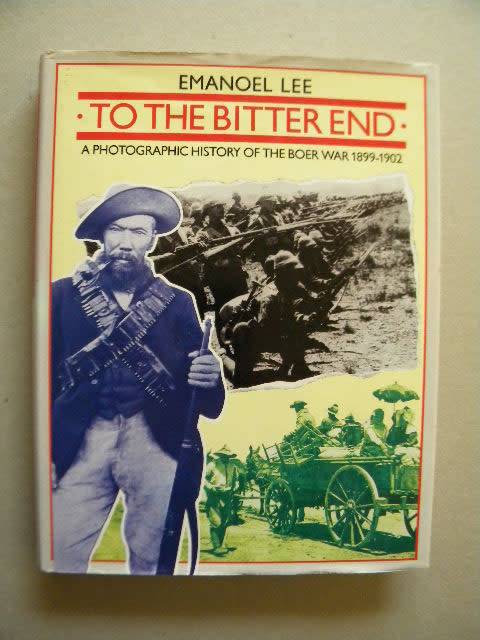 EMANOEL LEE
· TO THE BITTER END ·
A PHOTOGRAPHIC HISTORY OF THE BOER WAR 1899-1902